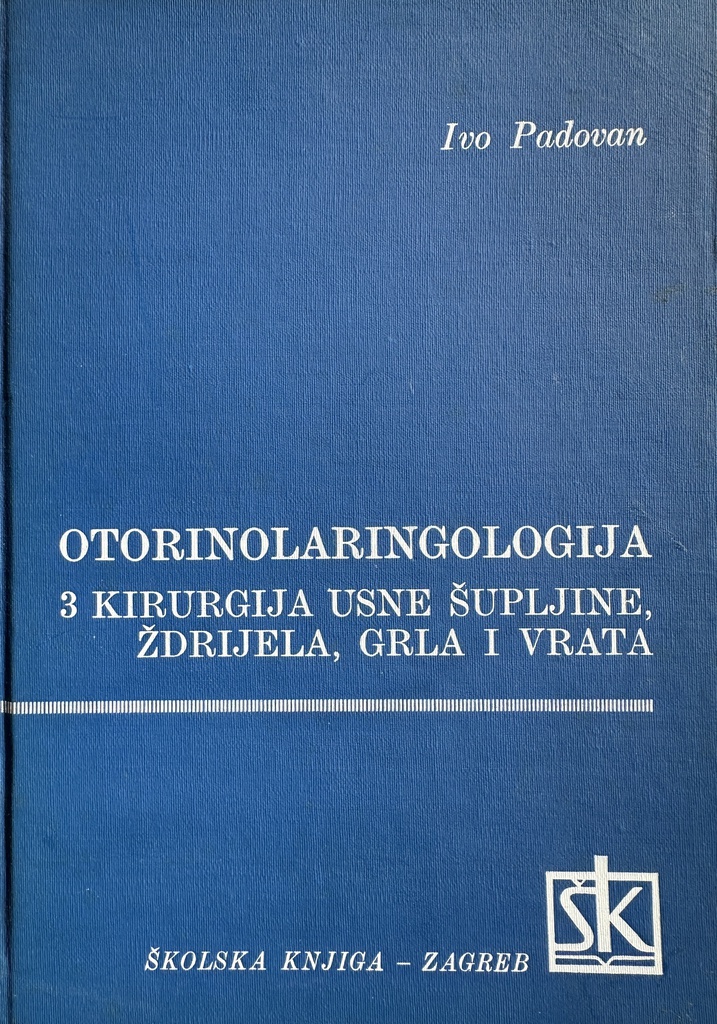 Ivo Padovan
OTORINOLARINGOLOGIJA
3 KIRURGIJA USNE ŠUPLJINE,
ŽDRIJELA, GRLA I VRATA
ŠK
ŠKOLSKA KNJIGA – ZAGREB